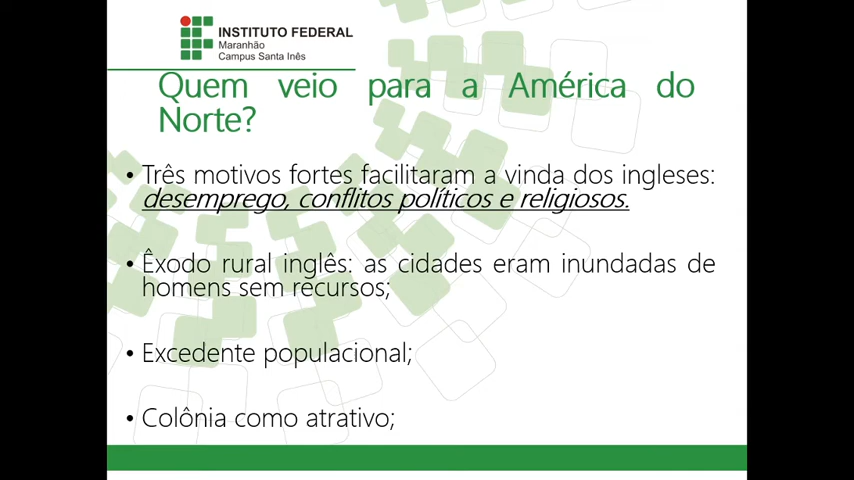 INSTITUTO FEDERAL
Maranhão
Campus Santa Inês
Quem veio para a América do
Norte?
• Três motivos fortes facilitaram a vinda dos ingleses:
desemprego, conflitos políticos e religiosos.
• Êxodo rural inglês: as cidades eram inundadas de
homens sem recursos;
• Excedente populacional;
• Colônia como atrativo;